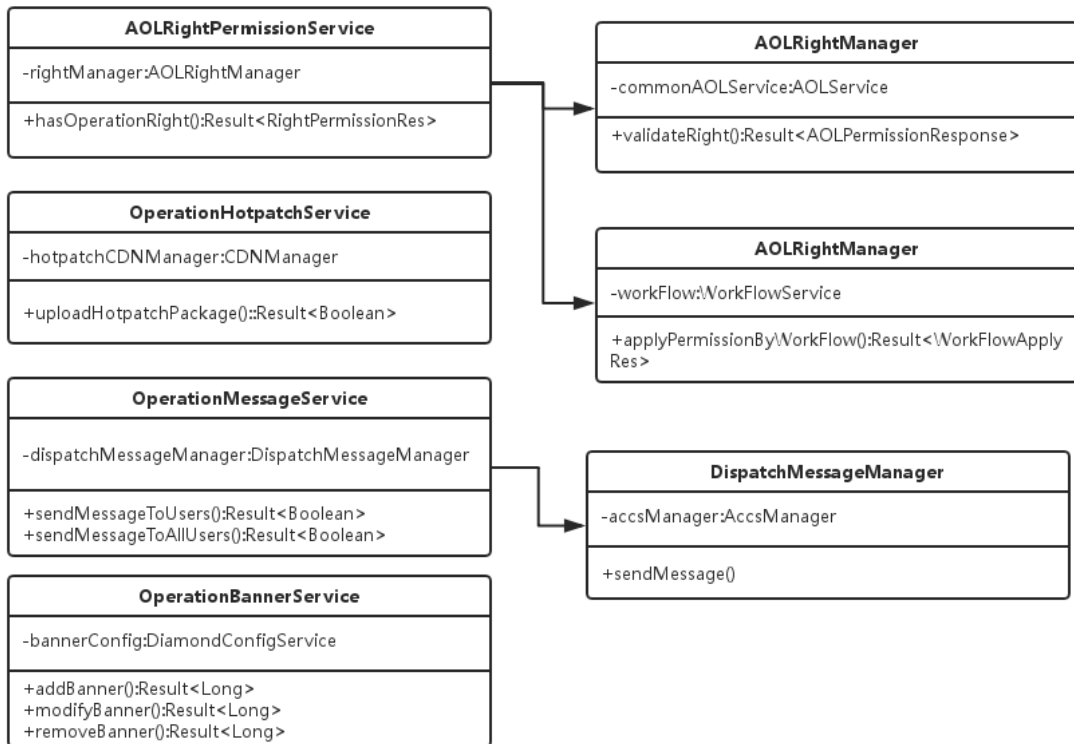 AOLRightPermissionService
-rightManager:AOLRightManager
+hasOperationRight():Result<RightPermissionRes>
AOLRightManager
-commonAOLService:AOLService
+validateRight():Result<AOLPermissionResponse>
OperationHotpatchService
-hotpatchCDNManager:CDNManager
+uploadHotpatchPackage()::Result<Boolean>
AOLRightManager
-workFlow:WorkFlowService
+applyPermissionByWorkFlow():Result<WorkFlowApply
Res>
OperationMessageService
-dispatchMessageManager:DispatchMessageManager
+sendMessageToUsers():Result<Boolean>
+sendMessageToAllUsers():Result<Boolean>
DispatchMessageManager
-accsManager:AccsManager
+sendMessage()
OperationBannerService
-bannerConfig:DiamondConfigService
+addBanner():Result<Long>
+modifyBanner():Result<Long>
+removeBanner():Result<Long>